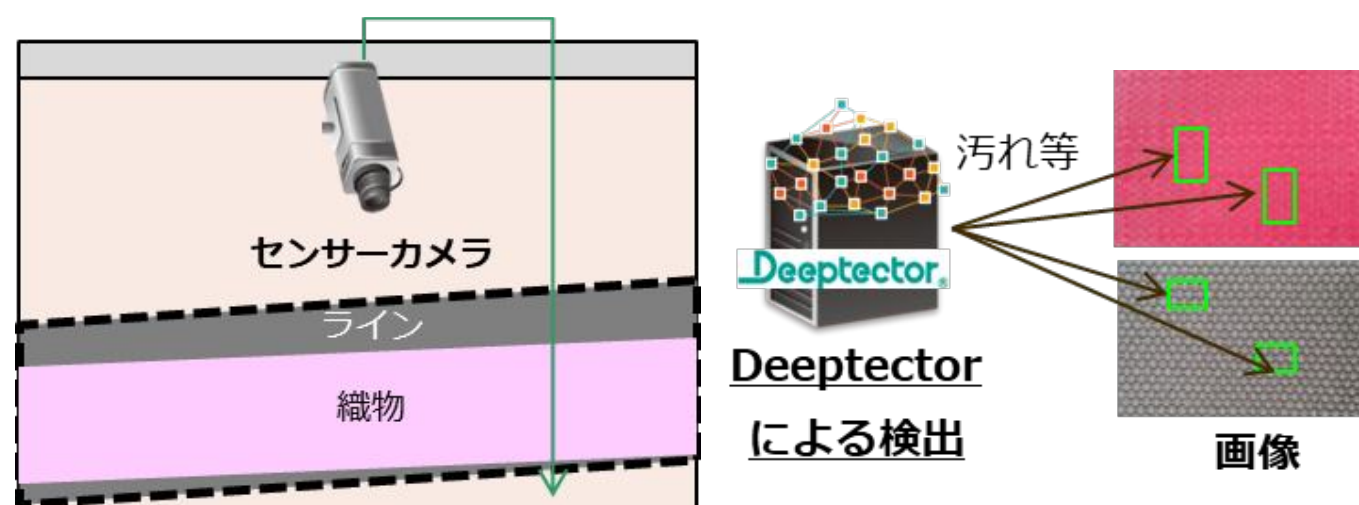 センサーカメラ
ライン
織物
Deeptector®
Deeptector
による検出
汚れ等
画像